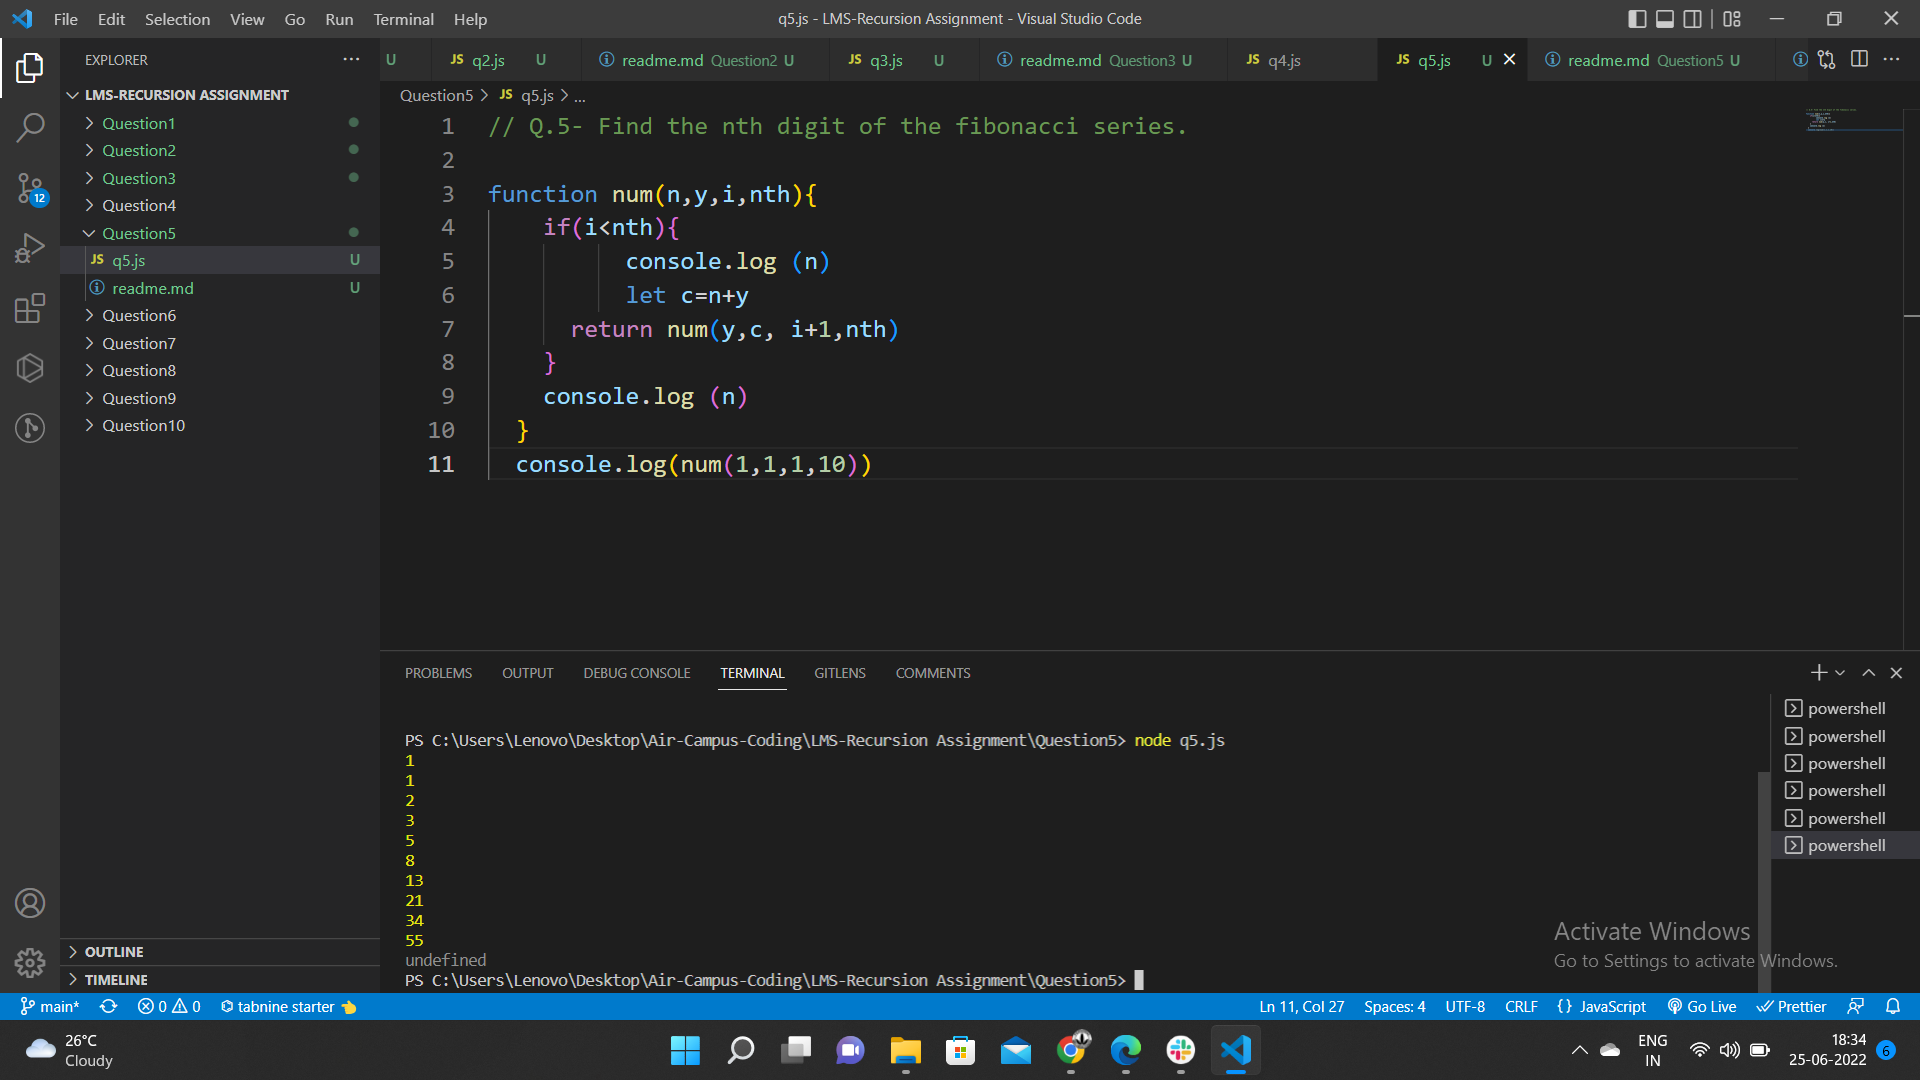 File Edit Selection View Go Run Terminal Help
q5.js - LMS-Recursion Assignment - Visual Studio Code
EXPLORER
U
JS q2.js U
readme.md Question2 U
JS q3.js U
readme.md Question3 U
JS q4.js
JS q5.js U
readme.md Question5 U
LMS-RECURSION ASSIGNMENT
Question1
Question2
Question3
Question4
Question5
JS q5.js U
readme.md U
Question6
Question7
Question8
Question9
Question10
12
OUTLINE
TIMELINE
Question5 > JS q5.js > ...
1 // Q.5- Find the nth digit of the fibonacci series.
2
3 function num(n,y,i,nth){
4 if(i<nth){
5 console.log (n)
6 let c=n+y
7 return num(y,c, i+1,nth)
8 }
9 console.log (n)
10 }
11 console.log(num(1,1,1,10))
PROBLEMS OUTPUT DEBUG CONSOLE TERMINAL GITLENS COMMENTS
PS C:\Users\Lenovo\Desktop\Air-Campus-Coding\LMS-Recursion Assignment\Question5> node q5.js
1
1
2
3
5
8
13
21
34
55
undefined
PS C:\Users\Lenovo\Desktop\Air-Campus-Coding\LMS-Recursion Assignment\Question5>
powershell
powershell
powershell
powershell
powershell
powershell
Activate Windows
Go to Settings to activate Windows.
main* 0 0 tabnine starter
Ln 11, Col 27 Spaces: 4 UTF-8 CRLF {} JavaScript Go Live Prettier
26°C
Cloudy
ENG
IN
18:34
25-06-2022
6